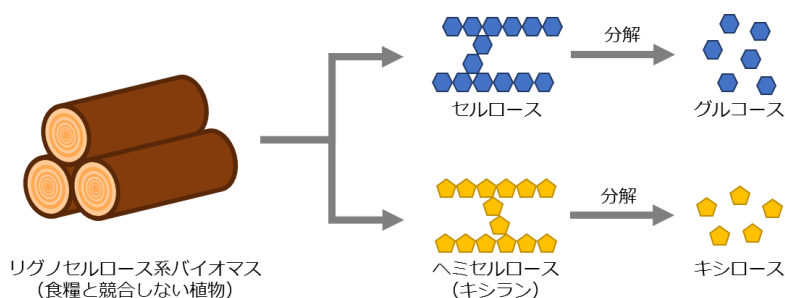 分解
セルロース
グルコース
分解
リグノセルロース系バイオマス
（食糧と競合しない植物）
ヘミセルロース
（キシラン）
キシロース